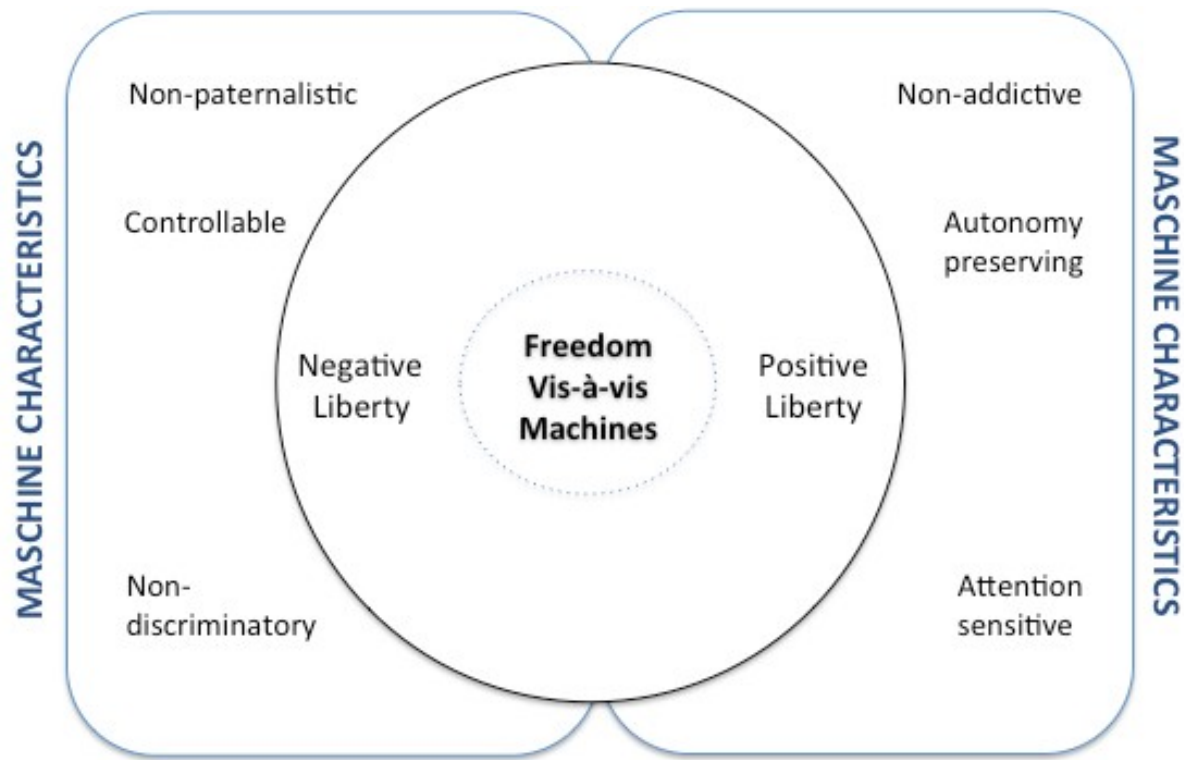 MASCHINE CHARACTERISTICS
Non-paternalistic
Controllable
Non-
discriminatory
Negative
Liberty
Freedom
Vis-à-vis
Machines
Positive
Liberty
Non-addictive
Autonomy
preserving
Attention
sensitive
MASCHINE CHARACTERISTICS